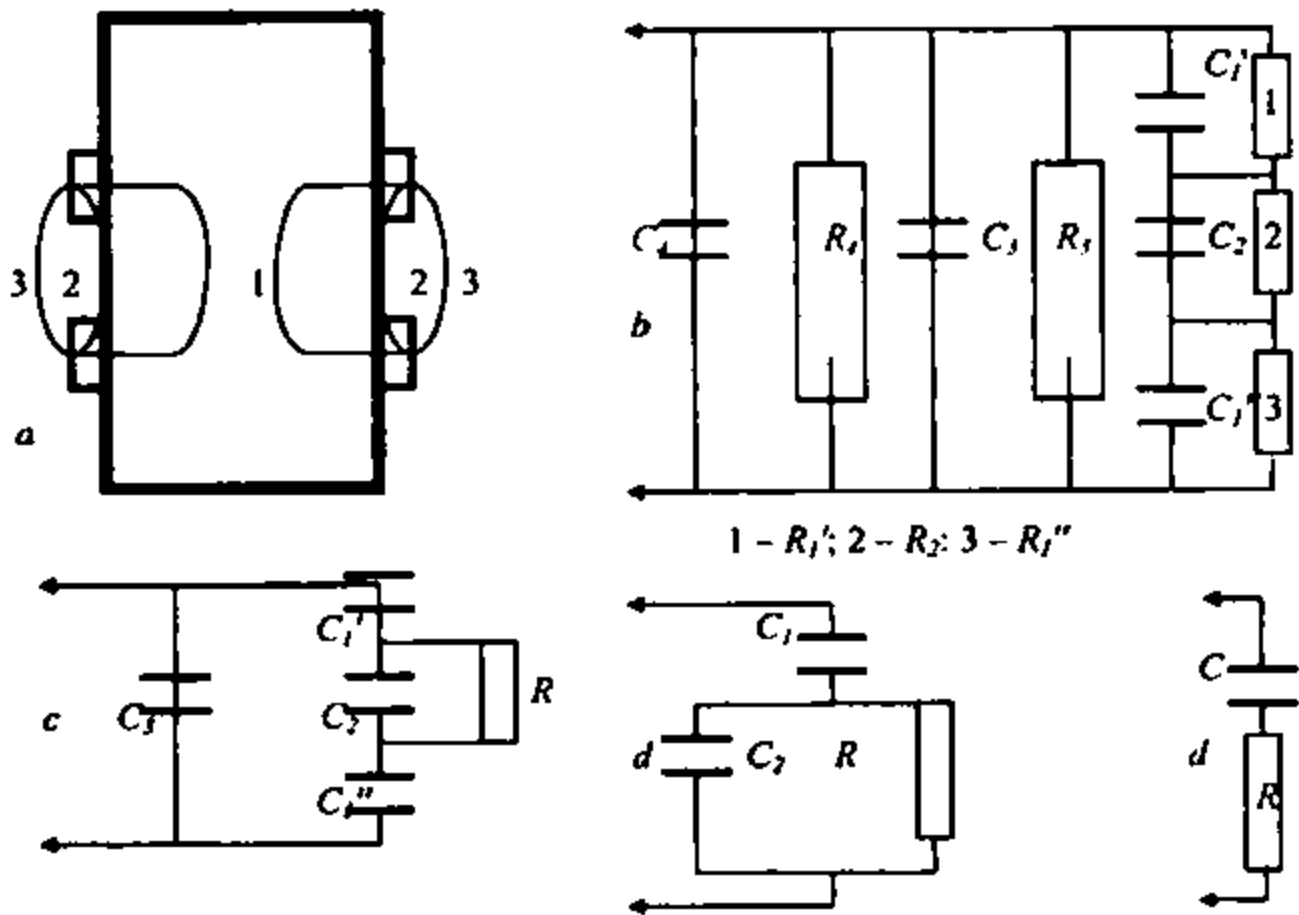 3 2 1 2 3
a
C₄ R₄ C₃ R₃ C₁' C₂ C₁" 1 2 3
b
1 – R₁'; 2 – R₂; 3 – R₁"
c C₃ C₁' C₂ C₁" R
d C₁ C₂ R
d C R